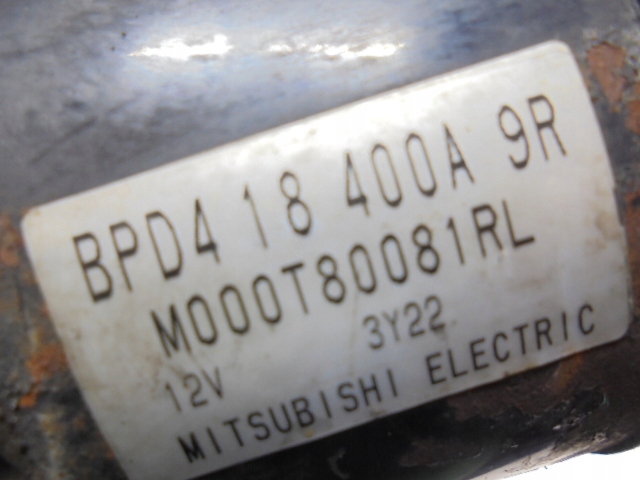 BPD4 18 400A 9R
M000T80081RL
12V 3Y22
MITSUBISHI ELECTRIC